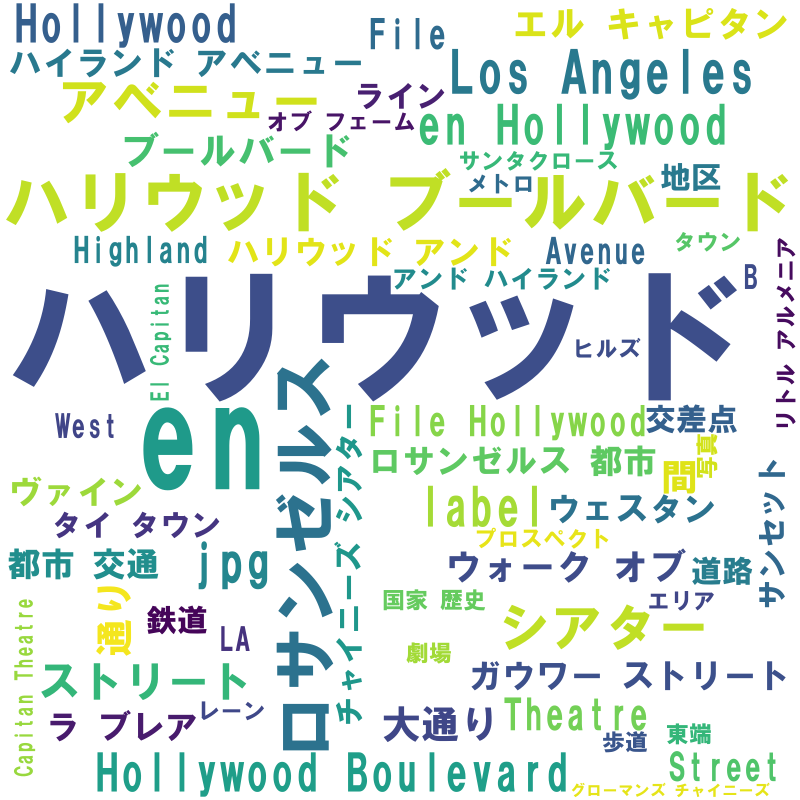 Hollywood
File
エル キャピタン
ハイランド アベニュー
Los Angeles
アベニュー
ライン
オブ フェーム
en Hollywood
ブールバード
サンタクロース
メトロ
地区
ハリウッド ブールバード
Highland
ハリウッド アンド
Avenue
タウン
アンド ハイランド
B
リトル アルメニア
ハリウッド
El Capitan
ヒルズ
West
en
ロサンゼルス
チャイニーズ シアター
File Hollywood
交差点
ロサンゼルス 都市
間
写真
ヴァイン
label
ウェスタン
サンセット
タイ タウン
プロスペクト
都市 交通
jpg
ウォーク オブ
道路
通り
鉄道
国家 歴史
エリア
LA
シアター
劇場
Capitan Theatre
ストリート
ガウワー ストリート
ラ ブレア
レーン
大通り
Theatre
歩道
東端
Hollywood Boulevard
Street
グローマンズ チャイニーズ